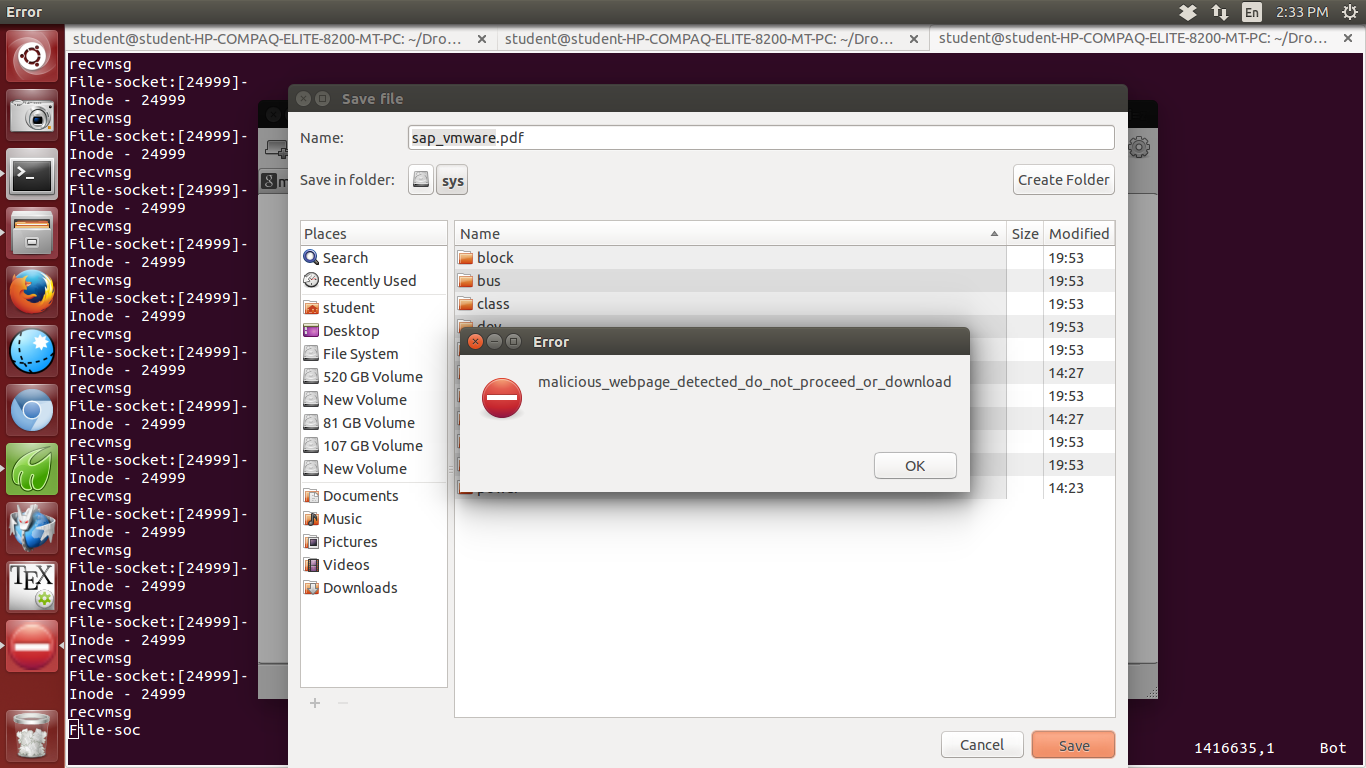 Error
En
2:33 PM
student@student-HP-COMPAQ-ELITE-8200-MT-PC: ~/Dro...
student@student-HP-COMPAQ-ELITE-8200-MT-PC: ~/Dro...
student@student-HP-COMPAQ-ELITE-8200-MT-PC: ~/Dro...
recvmsg
File-socket:[24999]-
Inode - 24999
recvmsg
File-socket:[24999]-
Inode - 24999
recvmsg
File-socket:[24999]-
Inode - 24999
recvmsg
File-socket:[24999]-
Inode - 24999
recvmsg
File-socket:[24999]-
Inode - 24999
recvmsg
File-socket:[24999]-
Inode - 24999
recvmsg
File-socket:[24999]-
Inode - 24999
recvmsg
File-socket:[24999]-
Inode - 24999
recvmsg
File-socket:[24999]-
Inode - 24999
recvmsg
File-socket:[24999]-
Inode - 24999
recvmsg
File-socket:[24999]-
Inode - 24999
recvmsg
File-socket:[24999]-
Inode - 24999
recvmsg
File-soc
1416635,1 Bot
TEX
Save file
Name: sap_vmware.pdf
Save in folder: sys
Create Folder
Places
Search
Recently Used
student
Desktop
File System
520 GB Volume
New Volume
81 GB Volume
107 GB Volume
New Volume
Documents
Music
Pictures
Videos
Downloads
Name Size Modified
block 19:53
bus 19:53
class 19:53
dev 19:53
19:53
14:27
19:53
14:27
19:53
19:53
power 14:23
Error
malicious_webpage_detected_do_not_proceed_or_download
OK
Cancel
Save